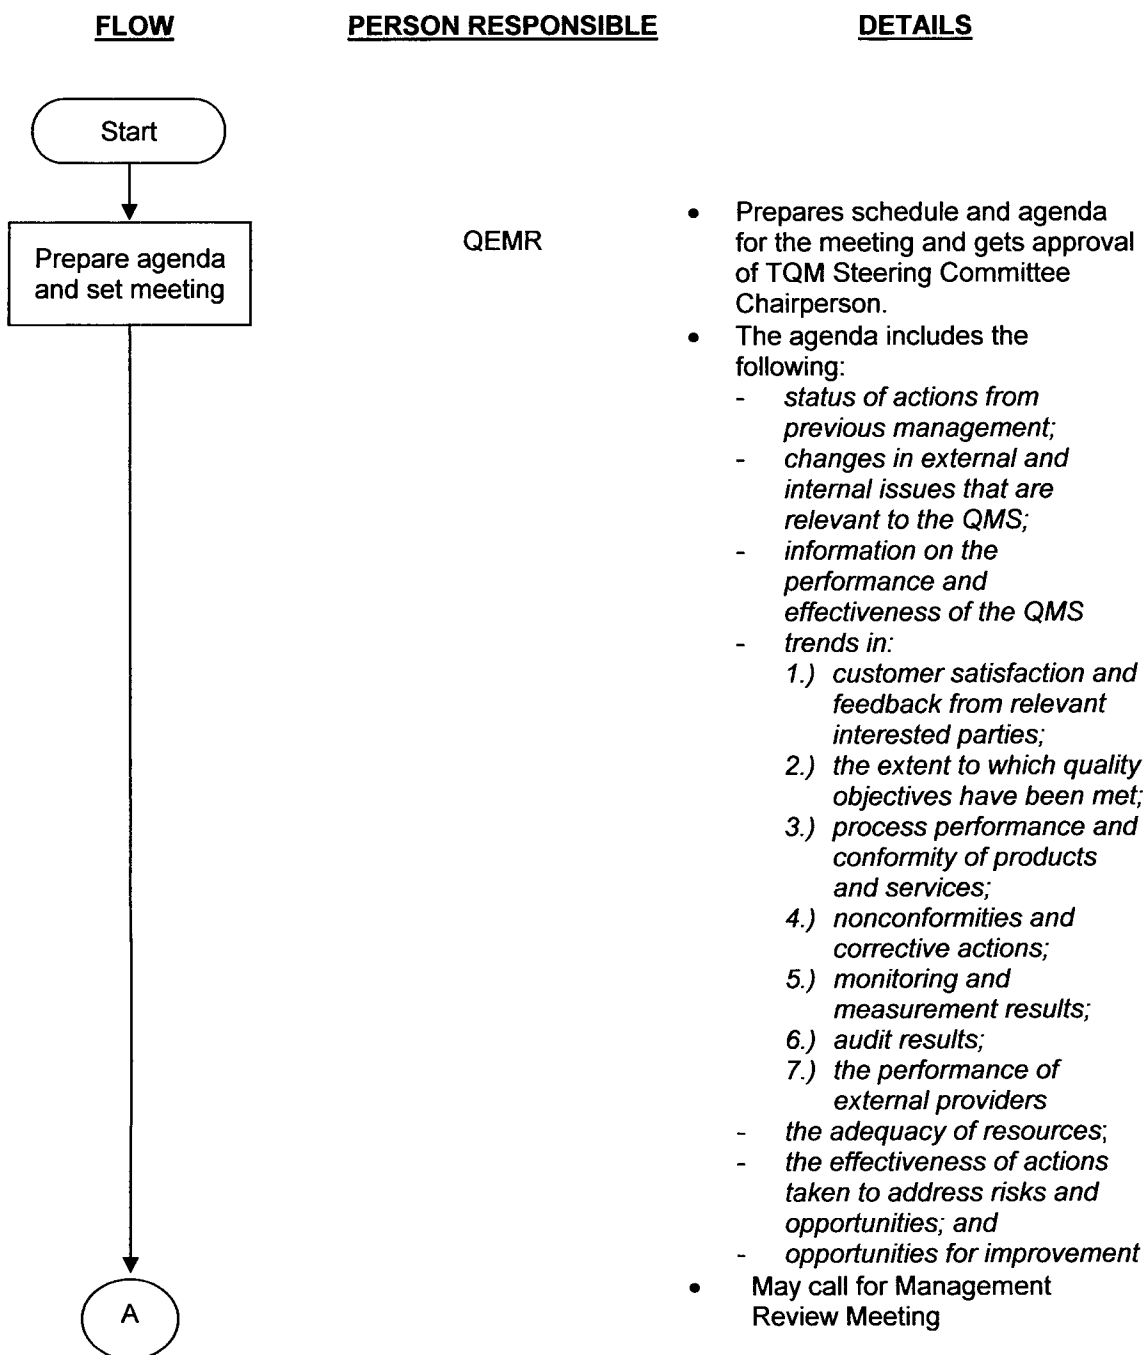 FLOW
PERSON RESPONSIBLE
DETAILS
Start
Prepare agenda
and set meeting
QEMR
• Prepares schedule and agenda
for the meeting and gets approval
of TQM Steering Committee
Chairperson.
• The agenda includes the
following:
- status of actions from
previous management;
- changes in external and
internal issues that are
relevant to the QMS;
- information on the
performance and
effectiveness of the QMS
- trends in:
1.) customer satisfaction and
feedback from relevant
interested parties;
2.) the extent to which quality
objectives have been met;
3.) process performance and
conformity of products
and services;
4.) nonconformities and
corrective actions;
5.) monitoring and
measurement results;
6.) audit results;
7.) the performance of
external providers
- the adequacy of resources;
- the effectiveness of actions
taken to address risks and
opportunities; and
- opportunities for improvement
• May call for Management
Review Meeting
A